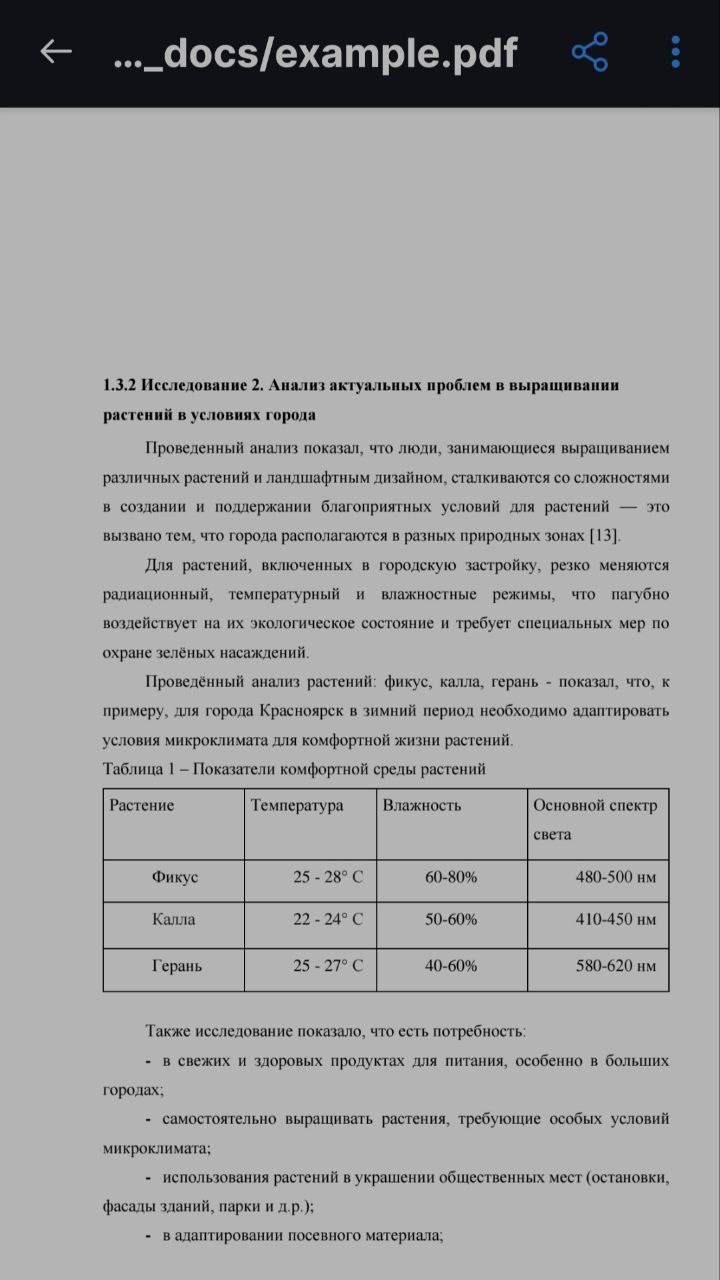 ..._docs/example.pdf
1.3.2 Исследование 2. Анализ актуальных проблем в выращивании
растений в условиях города
Проведенный анализ показал, что люди, занимающиеся выращиванием
различных растений и ландшафтным дизайном, сталкиваются со сложностями
в создании и поддержании благоприятных условий для растений — это
вызвано тем, что города располагаются в разных природных зонах [13].
Для растений, включенных в городскую застройку, резко меняются
радиационный, температурный и влажностные режимы, что пагубно
воздействует на их экологическое состояние и требует специальных мер по
охране зелёных насаждений.
Проведённый анализ растений: фикус, калла, герань - показал, что, к
примеру, для города Красноярск в зимний период необходимо адаптировать
условия микроклимата для комфортной жизни растений.
Таблица 1 – Показатели комфортной среды растений
Растение Температура Влажность Основной спектр
света
Фикус 25 - 28° С 60-80% 480-500 нм
Калла 22 - 24° С 50-60% 410-450 нм
Герань 25 - 27° С 40-60% 580-620 нм
Также исследование показало, что есть потребность:
- в свежих и здоровых продуктах для питания, особенно в больших
городах;
- самостоятельно выращивать растения, требующие особых условий
микроклимата;
- использования растений в украшении общественных мест (остановки,
фасады зданий, парки и д.р.);
- в адаптировании посевного материала;